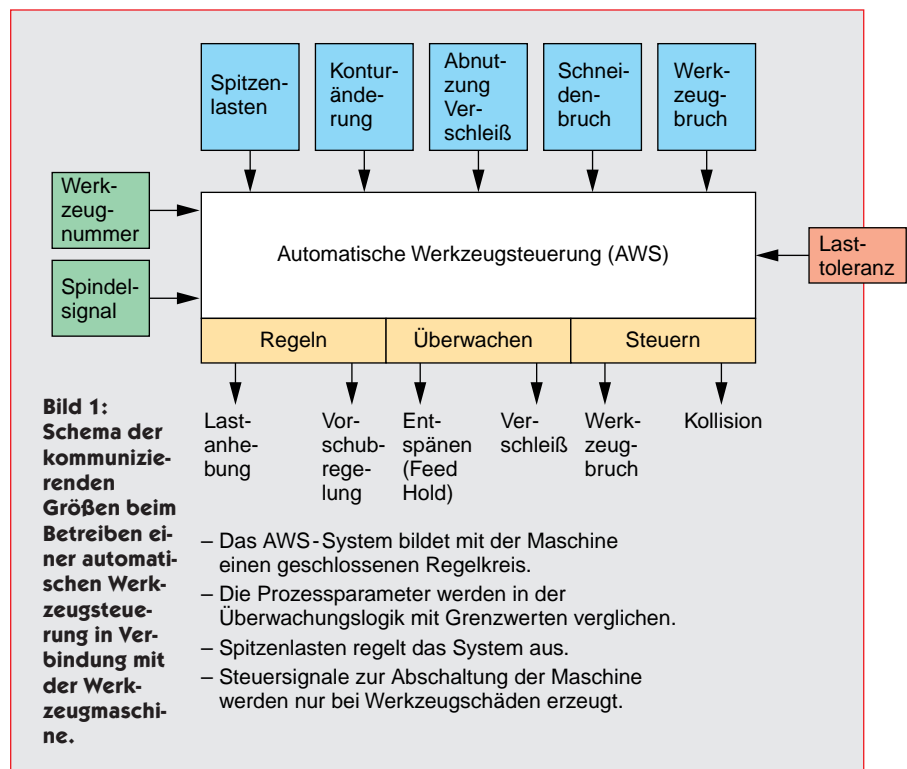 Spitzen-
lasten
Kontur-
änderung
Abnut-
zung
Ver-
schleiß
Schnei-
den-
bruch
Werk-
zeug-
bruch
Werk-
zeug-
nummer
Spindel-
signal
Automatische Werkzeugsteuerung (AWS)
Last-
toleranz
Regeln
Überwachen
Steuern
Last-
anhe-
bung
Vor-
schub-
rege-
lung
Ent-
spänen
(Feed
Hold)
Ver-
schleiß
Werk-
zeug-
bruch
Kollision
Bild 1:
Schema der
kommunizie-
renden
Größen beim
Betreiben ei-
ner automati-
schen Werk-
zeugsteue-
rung in Ver-
bindung mit
der Werk-
zeugmaschi-
ne.
– Das AWS-System bildet mit der Maschine
einen geschlossenen Regelkreis.
– Die Prozessparameter werden in der
Überwachungslogik mit Grenzwerten verglichen.
– Spitzenlasten regelt das System aus.
– Steuersignale zur Abschaltung der Maschine
werden nur bei Werkzeugschäden erzeugt.